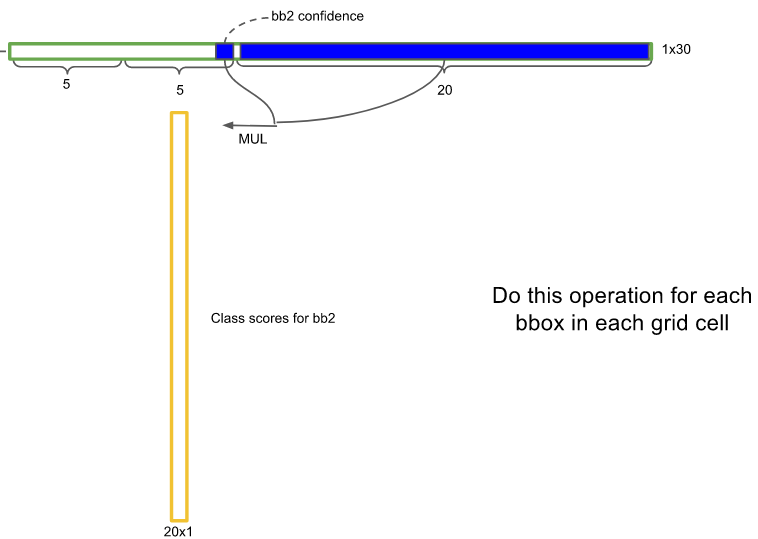 bb2 confidence
1x30
5
5
20
MUL
Do this operation for each
bbox in each grid cell
Class scores for bb2
20x1